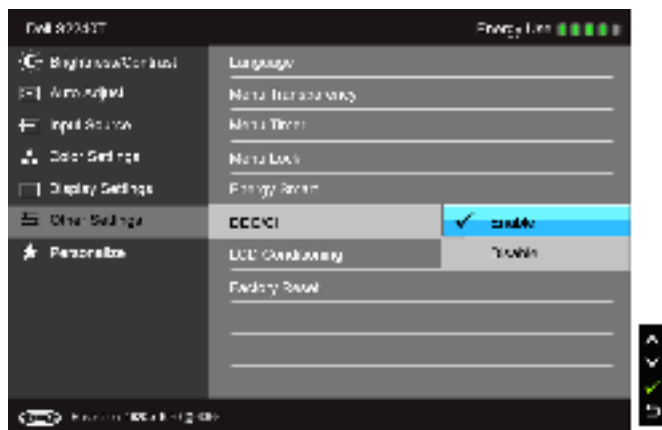 Dell S2240T
Energy Use
Brightness/Contrast
Auto Adjust
Input Source
Color Settings
Display Settings
Other Settings
Personalize
Language
Menu Transparency
Menu Timer
Menu Lock
Energy Smart
DDC/CI
LCD Conditioning
Factory Reset
Enable
Disable